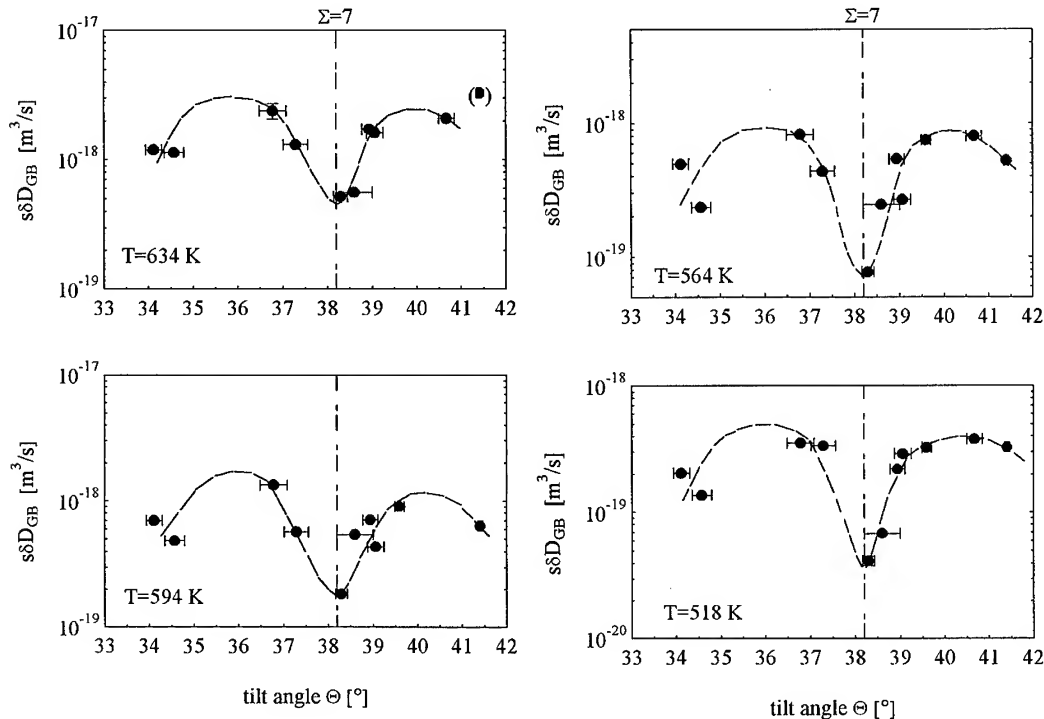 Σ=7
10⁻¹⁷
10⁻¹⁸
10⁻¹⁹
sδD_GB [m³/s]
T=634 K
33 34 35 36 37 38 39 40 41 42
Σ=7
10⁻¹⁸
10⁻¹⁹
sδD_GB [m³/s]
T=564 K
33 34 35 36 37 38 39 40 41 42
10⁻¹⁷
10⁻¹⁸
10⁻¹⁹
sδD_GB [m³/s]
T=594 K
33 34 35 36 37 38 39 40 41 42
tilt angle Θ [°]
10⁻¹⁸
10⁻¹⁹
10⁻²⁰
sδD_GB [m³/s]
T=518 K
33 34 35 36 37 38 39 40 41 42
tilt angle Θ [°]